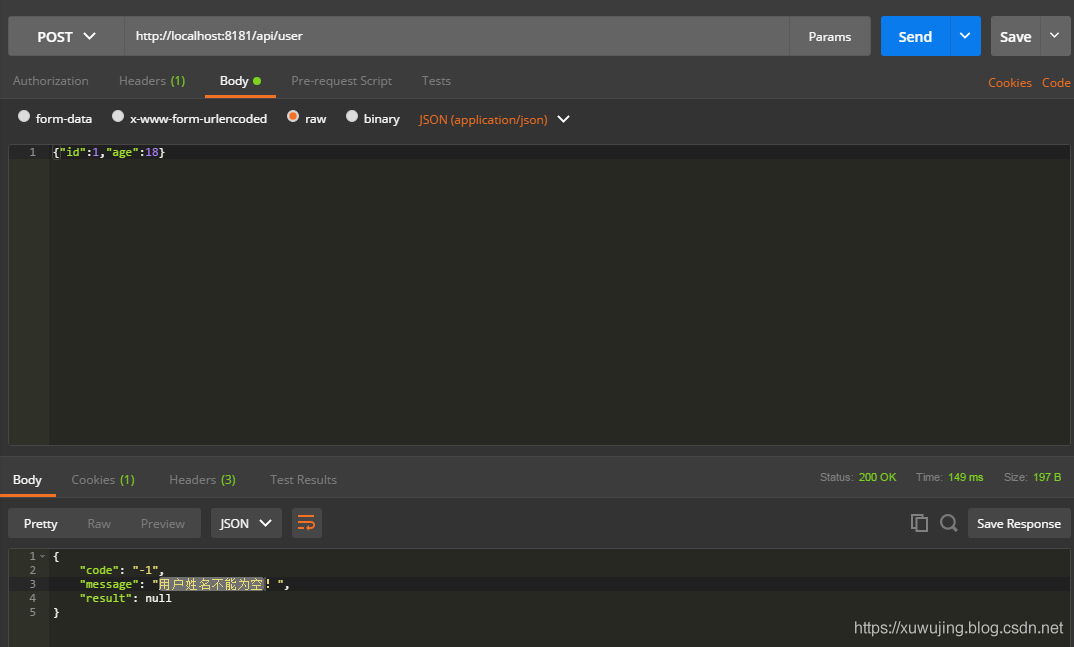 POST http://localhost:8181/api/user Params Send Save
Authorization Headers (1) Body Pre-request Script Tests Cookies Code
form-data x-www-form-urlencoded raw binary JSON (application/json)
1 {"id":1,"age":18}
Body Cookies (1) Headers (3) Test Results Status: 200 OK Time: 149 ms Size: 197 B
Pretty Raw Preview JSON Save Response
1 {
2 "code": "-1",
3 "message": "用户姓名不能为空！",
4 "result": null
5 }
https://xuwujing.blog.csdn.net